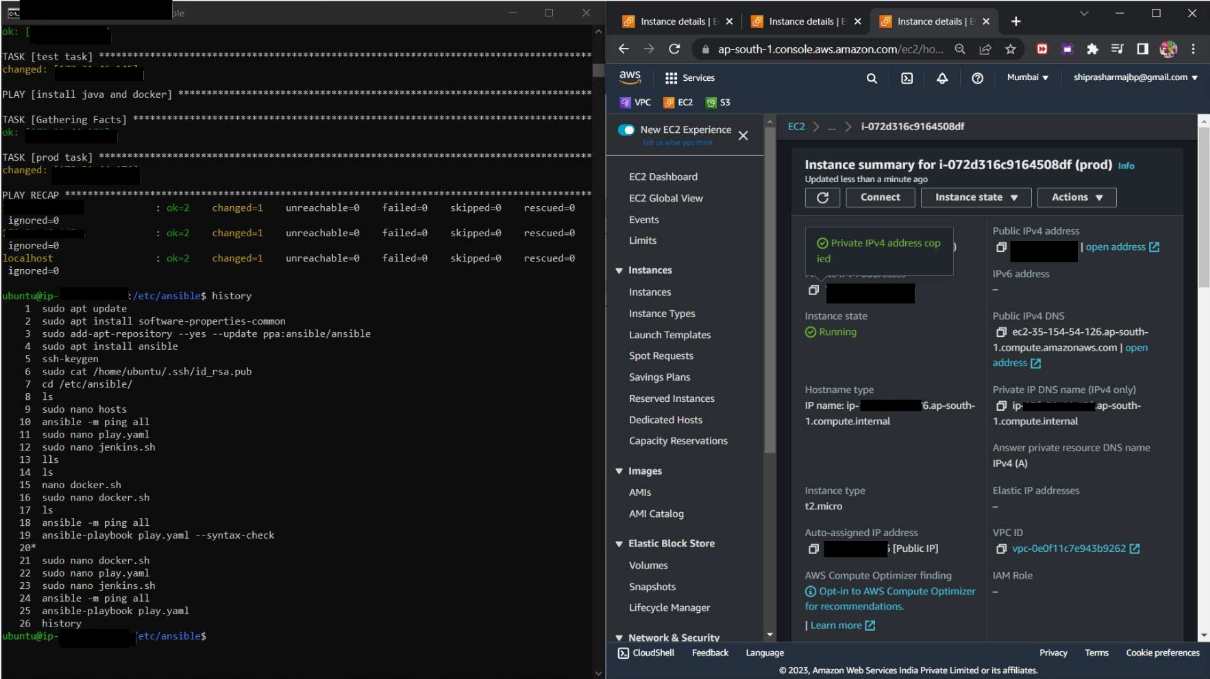 ble
ok: [
TASK [test task] ******************************************************************************
changed: [
PLAY [install java and docker] ****************************************************************
TASK [Gathering Facts] ************************************************************************
ok:
TASK [prod task] ******************************************************************************
changed:
PLAY RECAP ************************************************************************************
: ok=2 changed=1 unreachable=0 failed=0 skipped=0 rescued=0
ignored=0
: ok=2 changed=1 unreachable=0 failed=0 skipped=0 rescued=0
ignored=0
localhost : ok=2 changed=1 unreachable=0 failed=0 skipped=0 rescued=0
ignored=0
ubuntu@ip- :/etc/ansible$ history
1 sudo apt update
2 sudo apt install software-properties-common
3 sudo add-apt-repository --yes --update ppa:ansible/ansible
4 sudo apt install ansible
5 ssh-keygen
6 sudo cat /home/ubuntu/.ssh/id_rsa.pub
7 cd /etc/ansible/
8 ls
9 sudo nano hosts
10 ansible -m ping all
11 sudo nano play.yaml
12 sudo nano jenkins.sh
13 lls
14 ls
15 nano docker.sh
16 sudo nano docker.sh
17 ls
18 ansible -m ping all
19 ansible-playbook play.yaml --syntax-check
20*
21 sudo nano docker.sh
22 sudo nano play.yaml
23 sudo nano jenkins.sh
24 ansible -m ping all
25 ansible-playbook play.yaml
26 history
ubuntu@ip- /etc/ansible$
Instance details | E Instance details | E Instance details | E
ap-south-1.console.aws.amazon.com/ec2/ho...
aws Services Mumbai shiprasharmajbp@gmail.com
VPC EC2 S3
New EC2 Experience
Tell us what you think
EC2 Dashboard
EC2 Global View
Events
Limits
Instances
Instances
Instance Types
Launch Templates
Spot Requests
Savings Plans
Reserved Instances
Dedicated Hosts
Capacity Reservations
Images
AMIs
AMI Catalog
Elastic Block Store
Volumes
Snapshots
Lifecycle Manager
Network & Security
EC2 > ... > i-072d316c9164508df
Instance summary for i-072d316c9164508df (prod) Info
Updated less than a minute ago
Connect Instance state Actions
Private IPv4 address cop
ied
Public IPv4 address
| open address
IPv6 address
–
Instance state
Running
Public IPv4 DNS
ec2-35-154-54-126.ap-south-
1.compute.amazonaws.com | open
address
Hostname type
IP name: ip- 6.ap-south-
1.compute.internal
Private IP DNS name (IPv4 only)
ip- .ap-south-
1.compute.internal
Answer private resource DNS name
IPv4 (A)
Instance type
t2.micro
Elastic IP addresses
–
Auto-assigned IP address
[Public IP]
VPC ID
vpc-0e0f11c7e943b9262
AWS Compute Optimizer finding
Opt-in to AWS Compute Optimizer
for recommendations.
| Learn more
IAM Role
–
CloudShell Feedback Language Privacy Terms Cookie preferences
© 2023, Amazon Web Services India Private Limited or its affiliates.